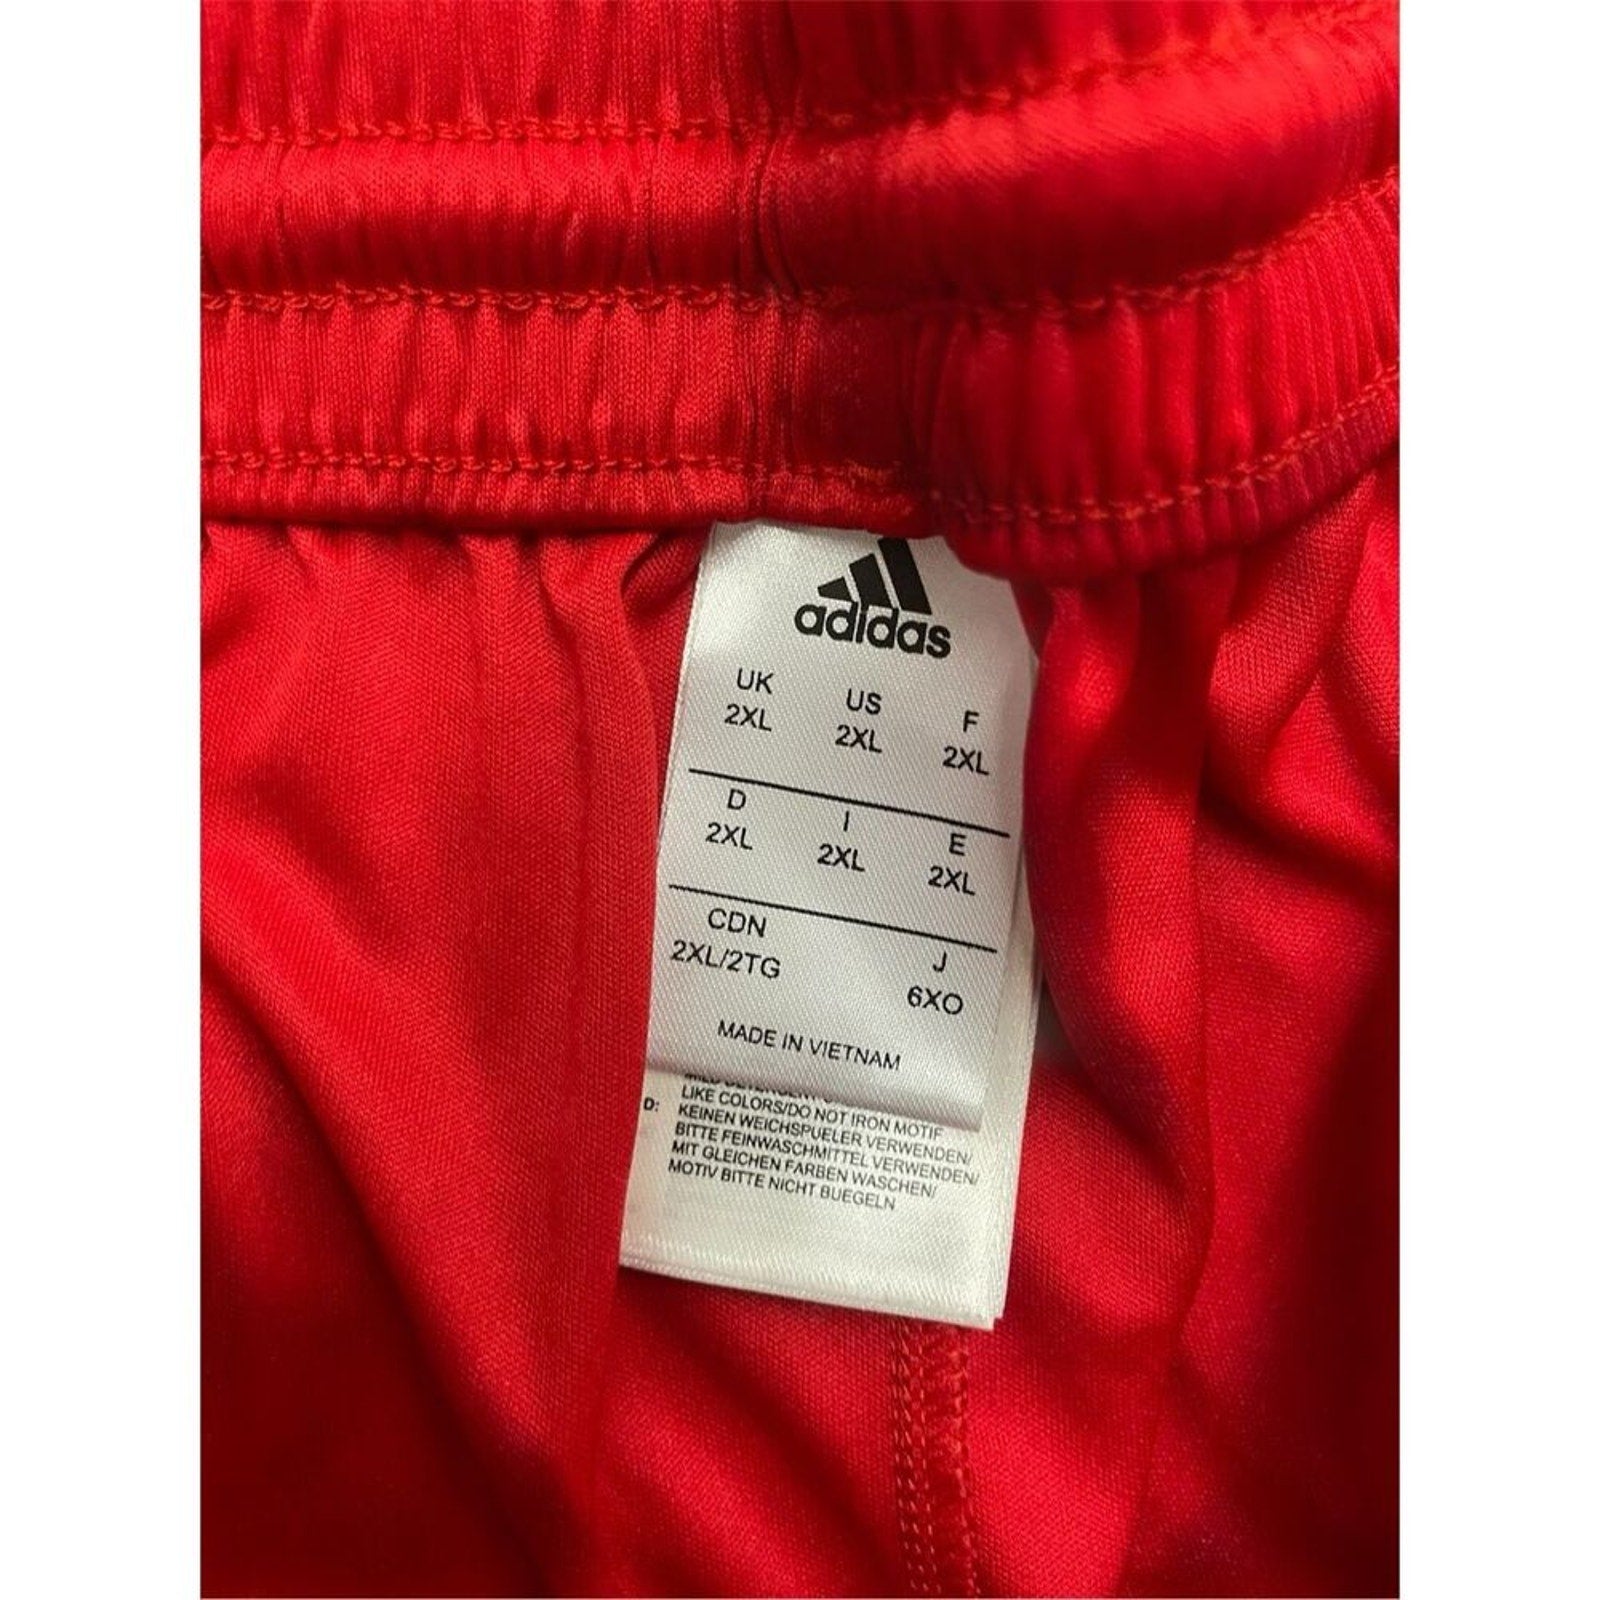 adidas
UK US F
2XL 2XL 2XL
D I E
2XL 2XL 2XL
CDN J
2XL/2TG 6XO
MADE IN VIETNAM
LIKE COLORS/DO NOT IRON MOTIF
D: KEINEN WEICHSPUELER VERWENDEN/
BITTE FEINWASCHMITTEL VERWENDEN/
MIT GLEICHEN FARBEN WASCHEN/
MOTIV BITTE NICHT BUEGELN